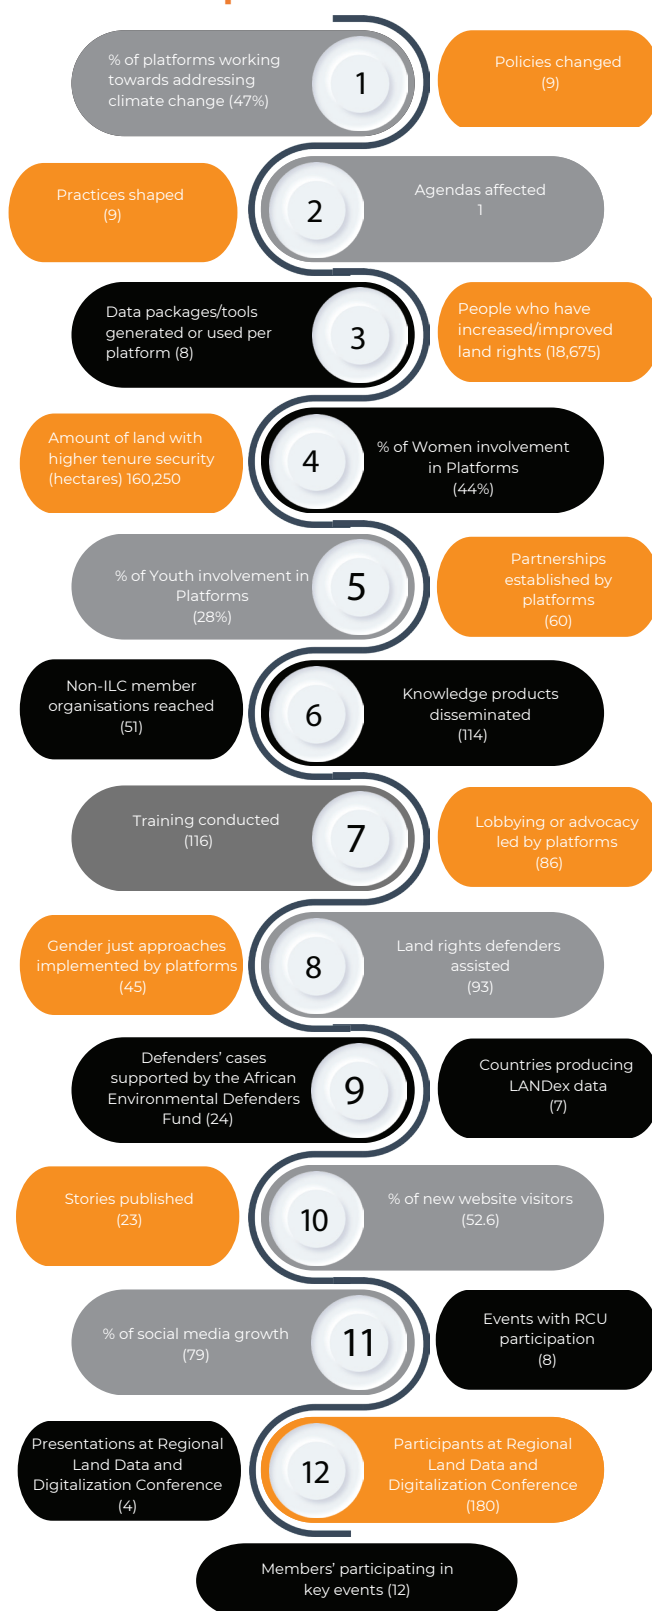 % of platforms working
towards addressing
climate change (47%)
1
Policies changed
(9)
Practices shaped
(9)
2
Agendas affected
1
Data packages/tools
generated or used per
platform (8)
3
People who have
increased/improved
land rights (18,675)
Amount of land with
higher tenure security
(hectares) 160,250
4
% of Women involvement
in Platforms
(44%)
% of Youth involvement in
Platforms
(28%)
5
Partnerships
established by
platforms
(60)
Non-ILC member
organisations reached
(51)
6
Knowledge products
disseminated
(114)
Training conducted
(116)
7
Lobbying or advocacy
led by platforms
(86)
Gender just approaches
implemented by platforms
(45)
8
Land rights defenders
assisted
(93)
Defenders’ cases
supported by the African
Environmental Defenders
Fund (24)
9
Countries producing
LANDex data
(7)
Stories published
(23)
10
% of new website visitors
(52.6)
% of social media growth
(79)
11
Events with RCU
participation
(8)
Presentations at Regional
Land Data and
Digitalization Conference
(4)
12
Participants at Regional
Land Data and
Digitalization Conference
(180)
Members’ participating in
key events (12)